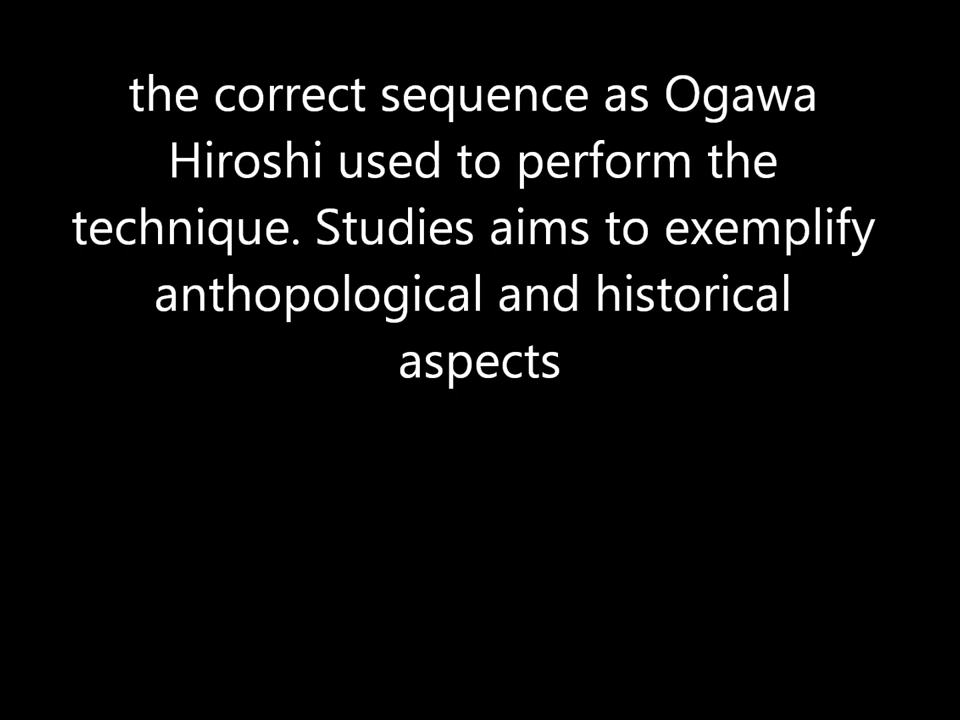 the correct sequence as Ogawa
Hiroshi used to perform the
technique. Studies aims to exemplify
anthopological and historical
aspects